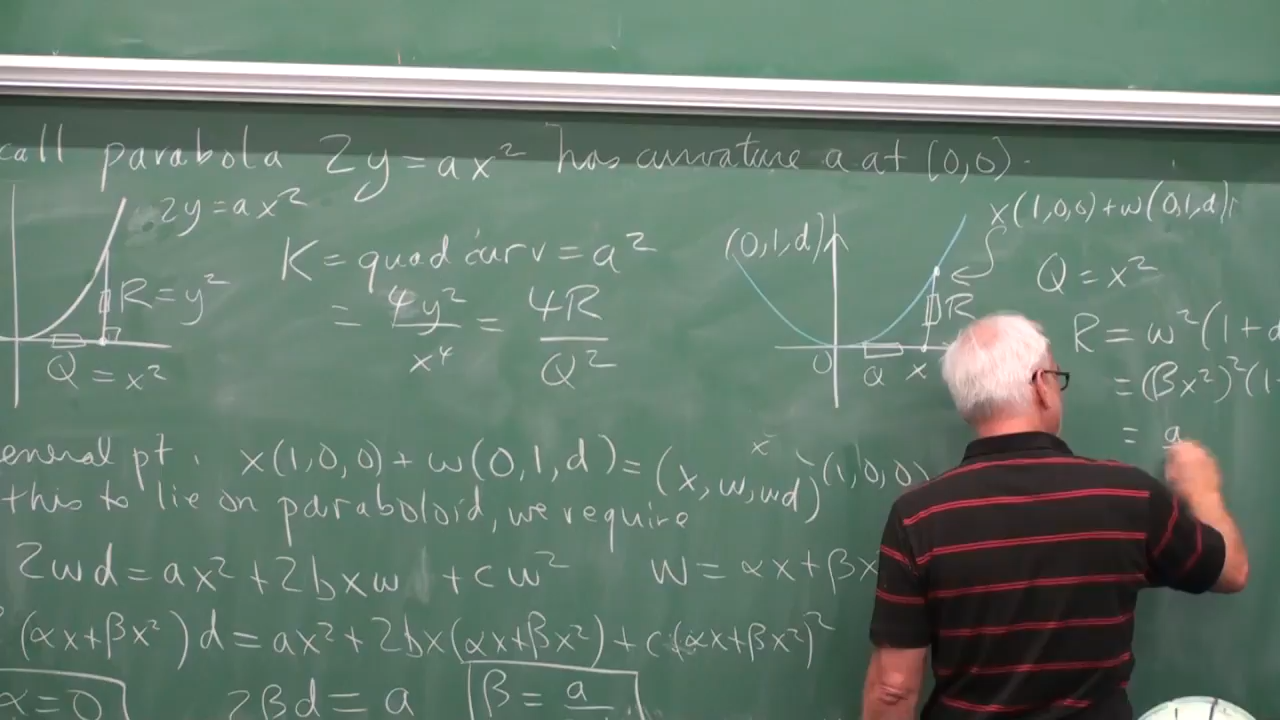 call parabola 2y=ax² has curvature a at (0,0).
2y=ax²
R=y²
Q=x²
K = quad curv = a²
= 4y²/x⁴ = 4R/Q²
(0,1,d)
x(1,0,0)+w(0,1,d)
R
O Q x
Q = x²
R = w²(1+d
= (βx²)²(1+
= a
eneral pt. x(1,0,0)+w(0,1,d)=(x,w,wd)
(1,0,0)
this to lie on paraboloid, we require
2wd=ax²+2bxw+cw²
w=αx+βx
(αx+βx²)d=ax²+2bx(αx+βx²)+c(αx+βx²)²
α=0
2βd=a
β=a